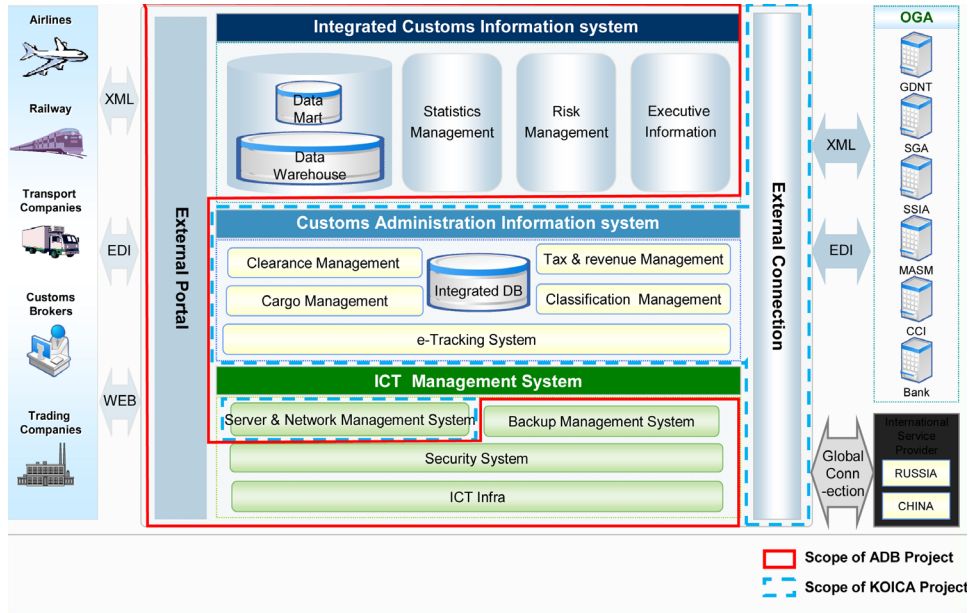 Airlines
Railway
Transport
Companies
Customs
Brokers
Trading
Companies
XML
EDI
WEB
External Portal
Integrated Customs Information system
Data
Mart
Data
Warehouse
Statistics
Management
Risk
Management
Executive
Information
Customs Administration Information system
Clearance Management
Cargo Management
Integrated DB
Tax & revenue Management
Classification Management
e-Tracking System
ICT Management System
Server & Network Management System
Backup Management System
Security System
ICT Infra
External Connection
XML
EDI
Global
Conn
-ection
OGA
GDNT
SGA
SSIA
MASM
CCI
Bank
International
Service
Provider
RUSSIA
CHINA
Scope of ADB Project
Scope of KOICA Project